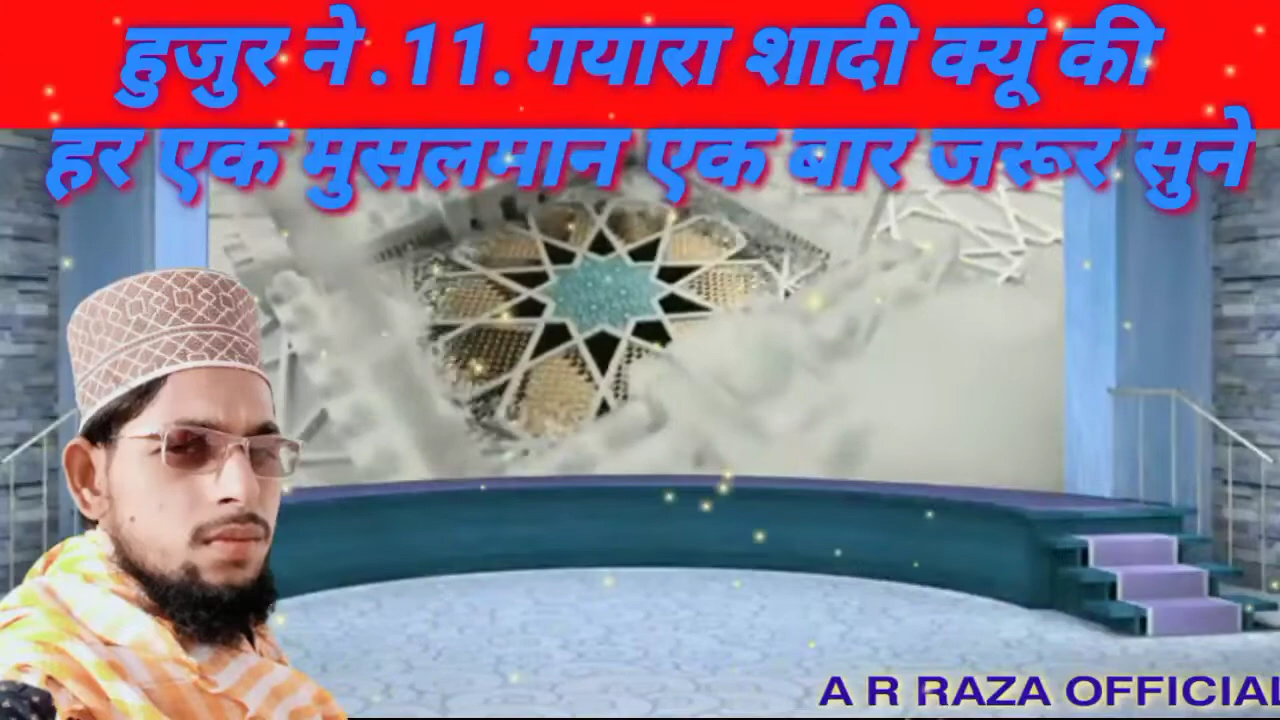 हुजुर ने .11.गयारा शादी क्यूं की
हर एक मुसलमान एक बार जरूर सुने
A R RAZA OFFICIAL